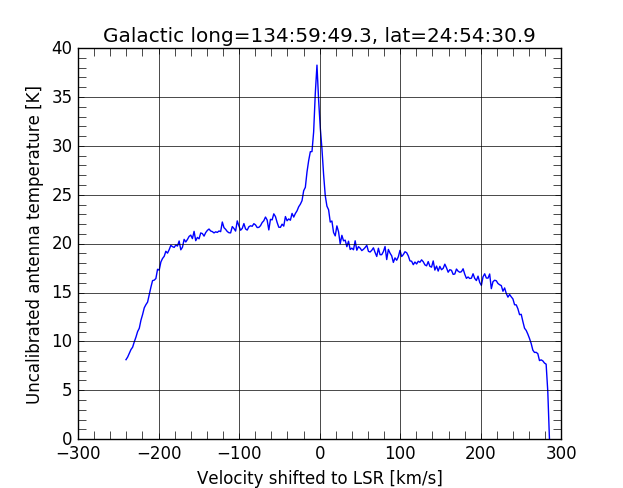 Galactic long=134:59:49.3, lat=24:54:30.9
Uncalibrated antenna temperature [K]
40
35
30
25
20
15
10
5
0
−300 −200 −100 0 100 200 300
Velocity shifted to LSR [km/s]